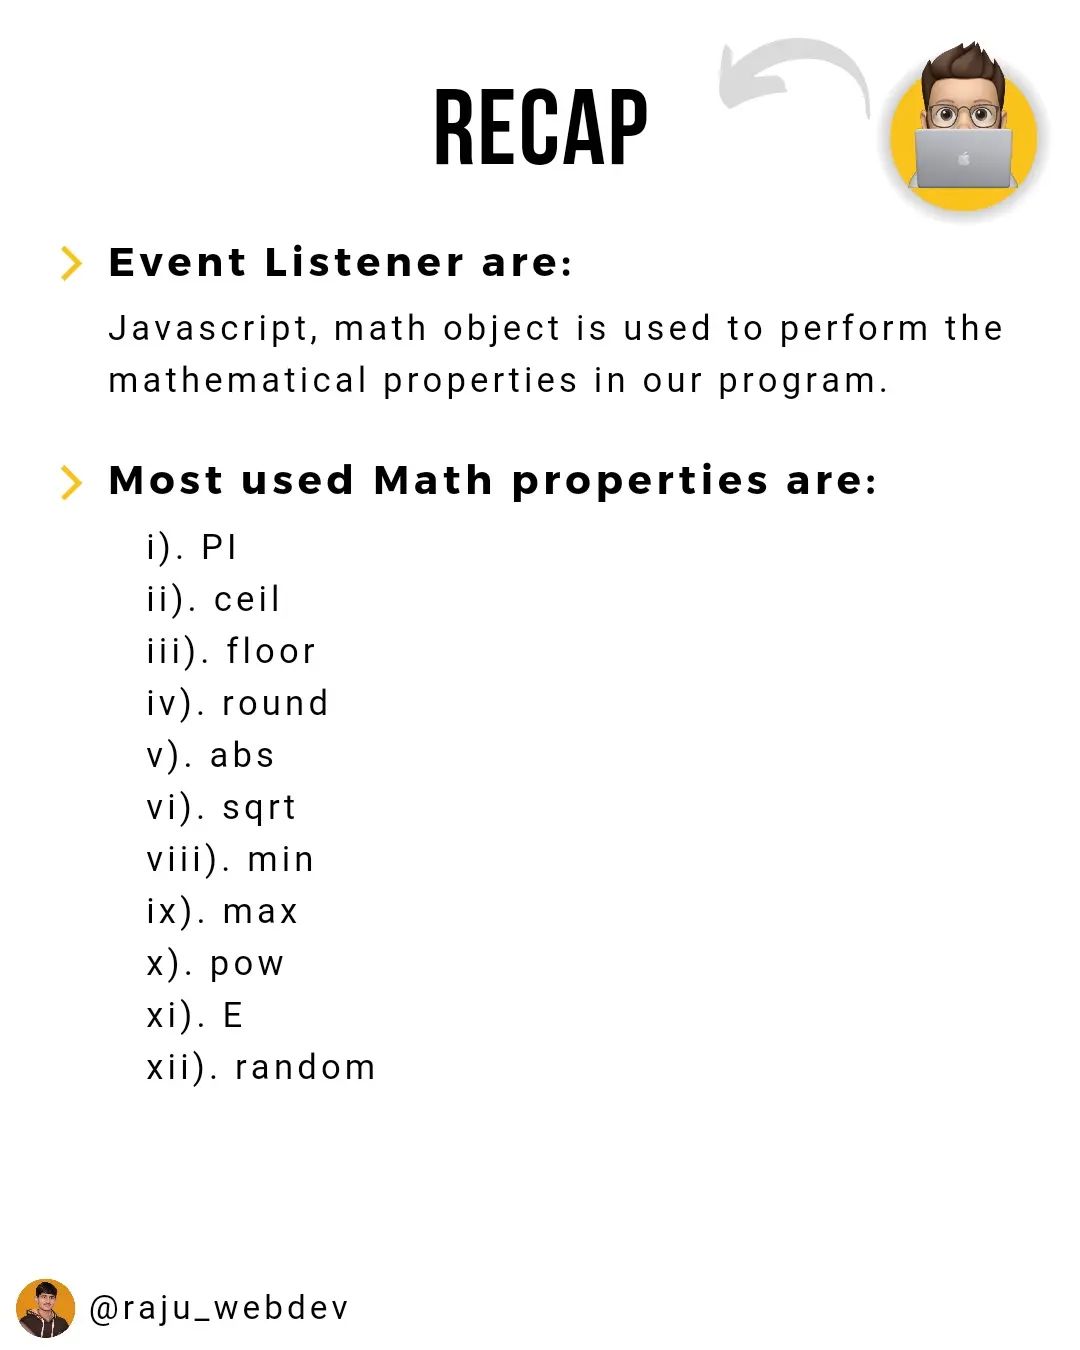 RECAP
Event Listener are:
Javascript, math object is used to perform the
mathematical properties in our program.
Most used Math properties are:
i). PI
ii). ceil
iii). floor
iv). round
v). abs
vi). sqrt
viii). min
ix). max
x). pow
xi). E
xii). random
@raju_webdev